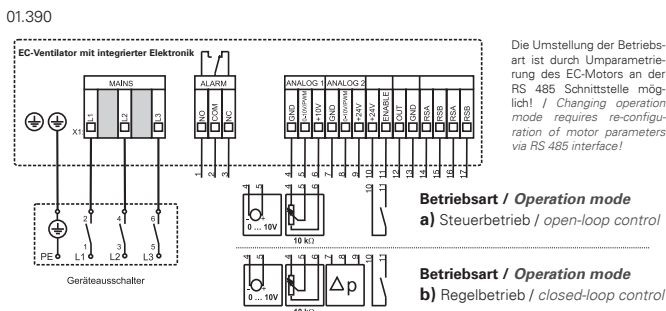 01.390
EC-Ventilator mit integrierter Elektronik
MAINS
ALARM
ANALOG 1 ANALOG 2
X1:
L1
L2
L3
NO
COM
NC
GND
0-10V/PWM
+10V
GND
0-10V/PWM
+24V
+24V
ENABLE
OUT
GND
RSA
RSB
RSA
RSB
1 2 3 4 5 6 7 8 9 10 11 12 13 14 15 16 17
Die Umstellung der Betriebs-
art ist durch Umparametrie-
rung des EC-Motors an der
RS 485 Schnittstelle mög-
lich! / Changing operation
mode requires re-configu-
ration of motor parameters
via RS 485 interface!
2 4 6
1 3 5
PE L1 L2 L3
Geräteausschalter
4 5 4 5 6 10 11
- +
0 ... 10V
10 kΩ
Betriebsart / Operation mode
a) Steuerbetrieb / open-loop control
4 5 4 5 6 7 8 9 10 11
- +
0 ... 10V
Δp
10 kΩ
Betriebsart / Operation mode
b) Regelbetrieb / closed-loop control